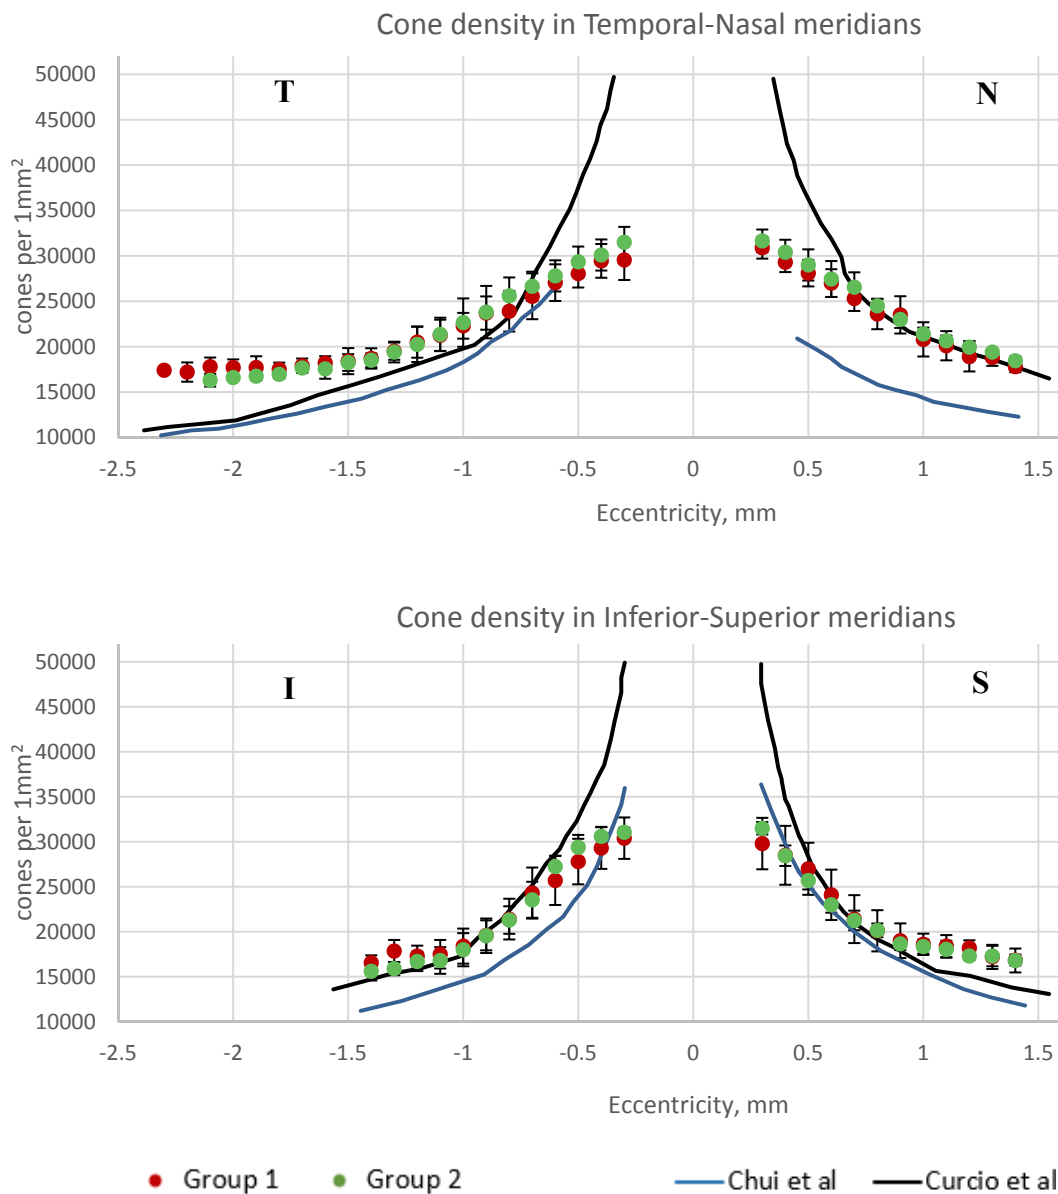 Cone density in Temporal-Nasal meridians
cones per 1mm²
50000
45000
40000
35000
30000
25000
20000
15000
10000
T
N
-2.5 -2 -1.5 -1 -0.5 0 0.5 1 1.5
Eccentricity, mm
Cone density in Inferior-Superior meridians
cones per 1mm²
50000
45000
40000
35000
30000
25000
20000
15000
10000
I
S
-2.5 -2 -1.5 -1 -0.5 0 0.5 1 1.5
Eccentricity, mm
Group 1 Group 2 Chui et al Curcio et al